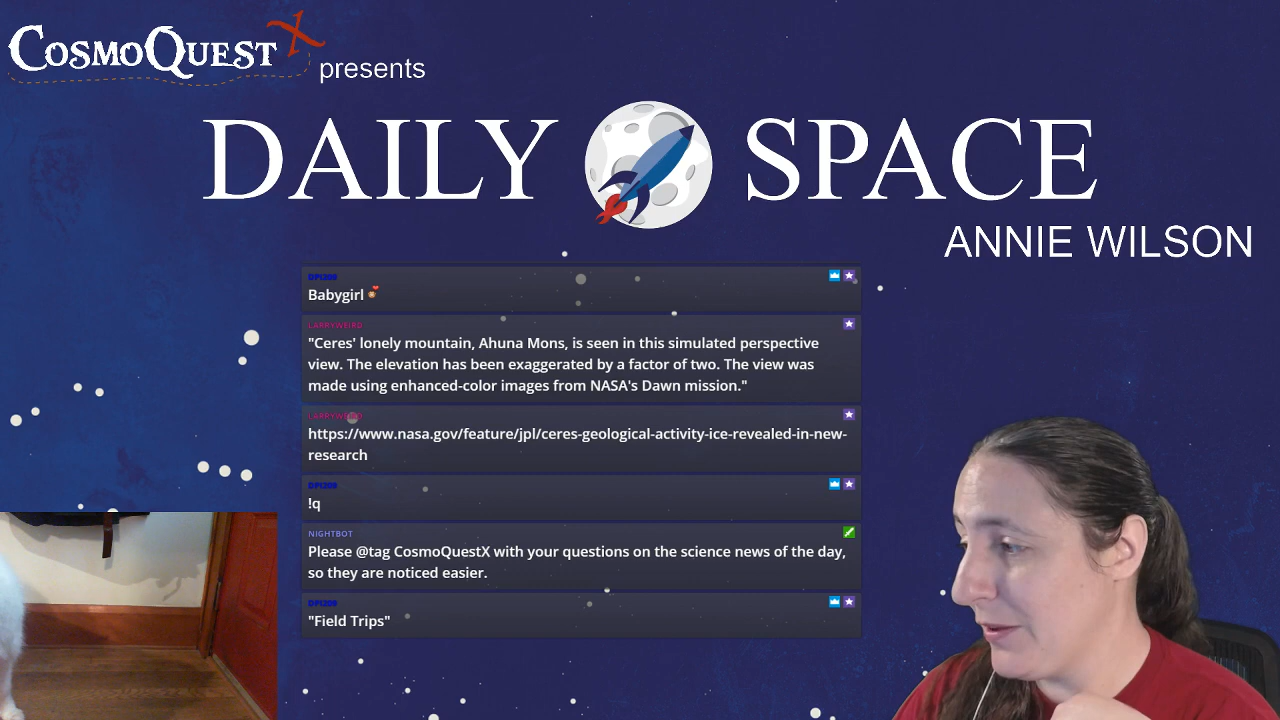 CosmoQuest X
presents
DAILY SPACE
ANNIE WILSON
Babygirl
LARRYWEIRD
"Ceres' lonely mountain, Ahuna Mons, is seen in this simulated perspective
view. The elevation has been exaggerated by a factor of two. The view was
made using enhanced-color images from NASA's Dawn mission."
LARRYWEIRD
https://www.nasa.gov/feature/jpl/ceres-geological-activity-ice-revealed-in-new-
research
!q
NIGHTBOT
Please @tag CosmoQuestX with your questions on the science news of the day,
so they are noticed easier.
"Field Trips"